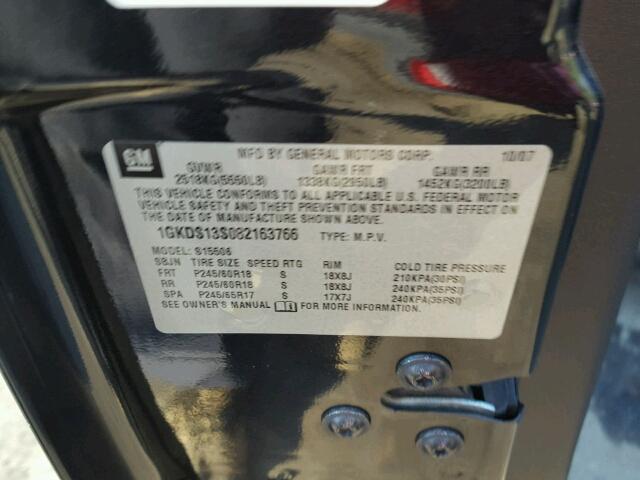 GM
MFD BY GENERAL MOTORS CORP. 10/07
GVWR GAWR FRT GAWR RR
2518KG(5550LB) 1338KG(2950LB) 1452KG(3200LB)
THIS VEHICLE CONFORMS TO ALL APPLICABLE U.S. FEDERAL MOTOR
VEHICLE SAFETY AND THEFT PREVENTION STANDARDS IN EFFECT ON
THE DATE OF MANUFACTURE SHOWN ABOVE.
1GKDS13S082163766 TYPE: M.P.V.
MODEL: S15506
SBJN TIRE SIZE SPEED RTG RIM COLD TIRE PRESSURE
FRT P245/60R18 S 18X8J 210KPA(30PSI)
RR P245/60R18 S 18X8J 240KPA(35PSI)
SPA P245/65R17 S 17X7J 240KPA(35PSI)
SEE OWNER'S MANUAL FOR MORE INFORMATION.